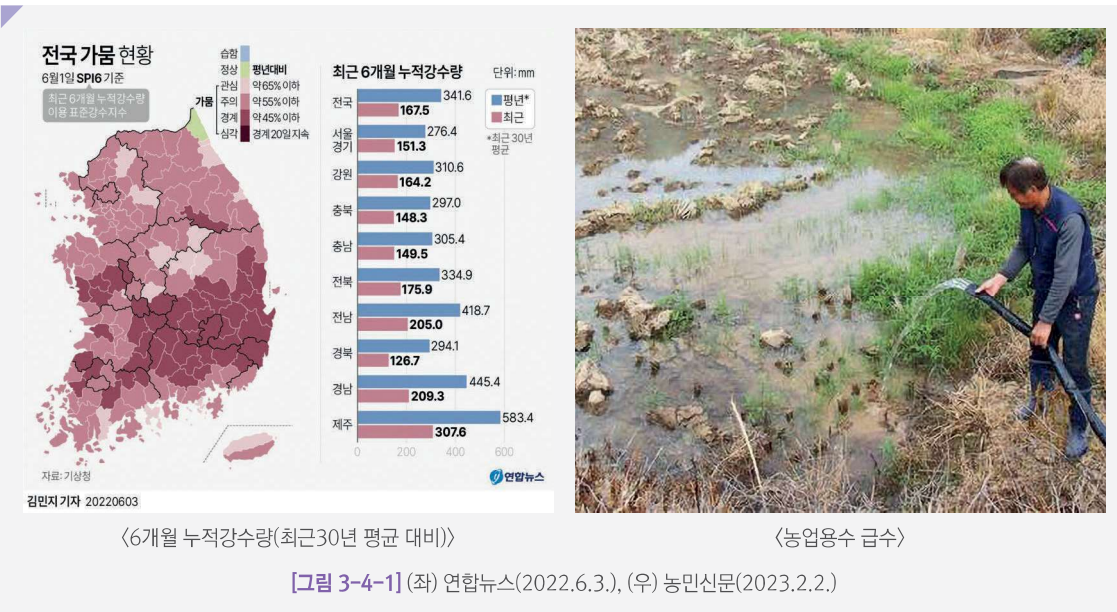 전국 가뭄 현황
6월1일 SPI6 기준
최근 6개월 누적강수량
이용 표준강수지수
습함
정상 평년대비
가뭄
관심 약65% 이하
주의 약55% 이하
경계 약45% 이하
심각 경계20일 지속
최근 6개월 누적강수량
단위: mm
평년*
최근
*최근 30년
평균
전국 341.6
167.5
서울
경기
276.4
151.3
강원 310.6
164.2
충북 297.0
148.3
충남 305.4
149.5
전북 334.9
175.9
전남 418.7
205.0
경북 294.1
126.7
경남 445.4
209.3
제주 583.4
307.6
0 200 400 600
자료: 기상청
연합뉴스
김민지 기자 20220603
〈6개월 누적강수량(최근30년 평균 대비)〉
〈농업용수 급수〉
[그림 3-4-1] (좌) 연합뉴스(2022.6.3.), (우) 농민신문(2023.2.2.)